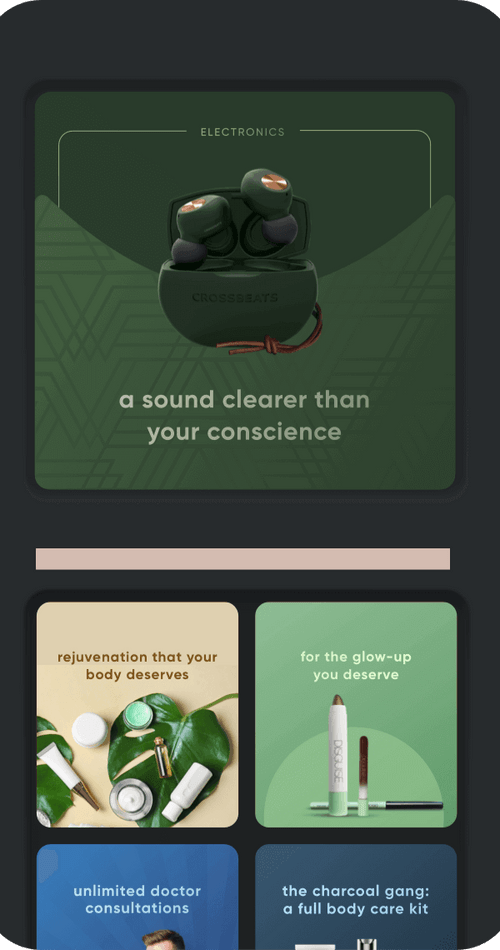 ELECTRONICS
CROSSBEATS
a sound clearer than
your conscience
rejuvenation that your
body deserves
for the glow-up
you deserve
DISGUISE
unlimited doctor
consultations
the charcoal gang:
a full body care kit